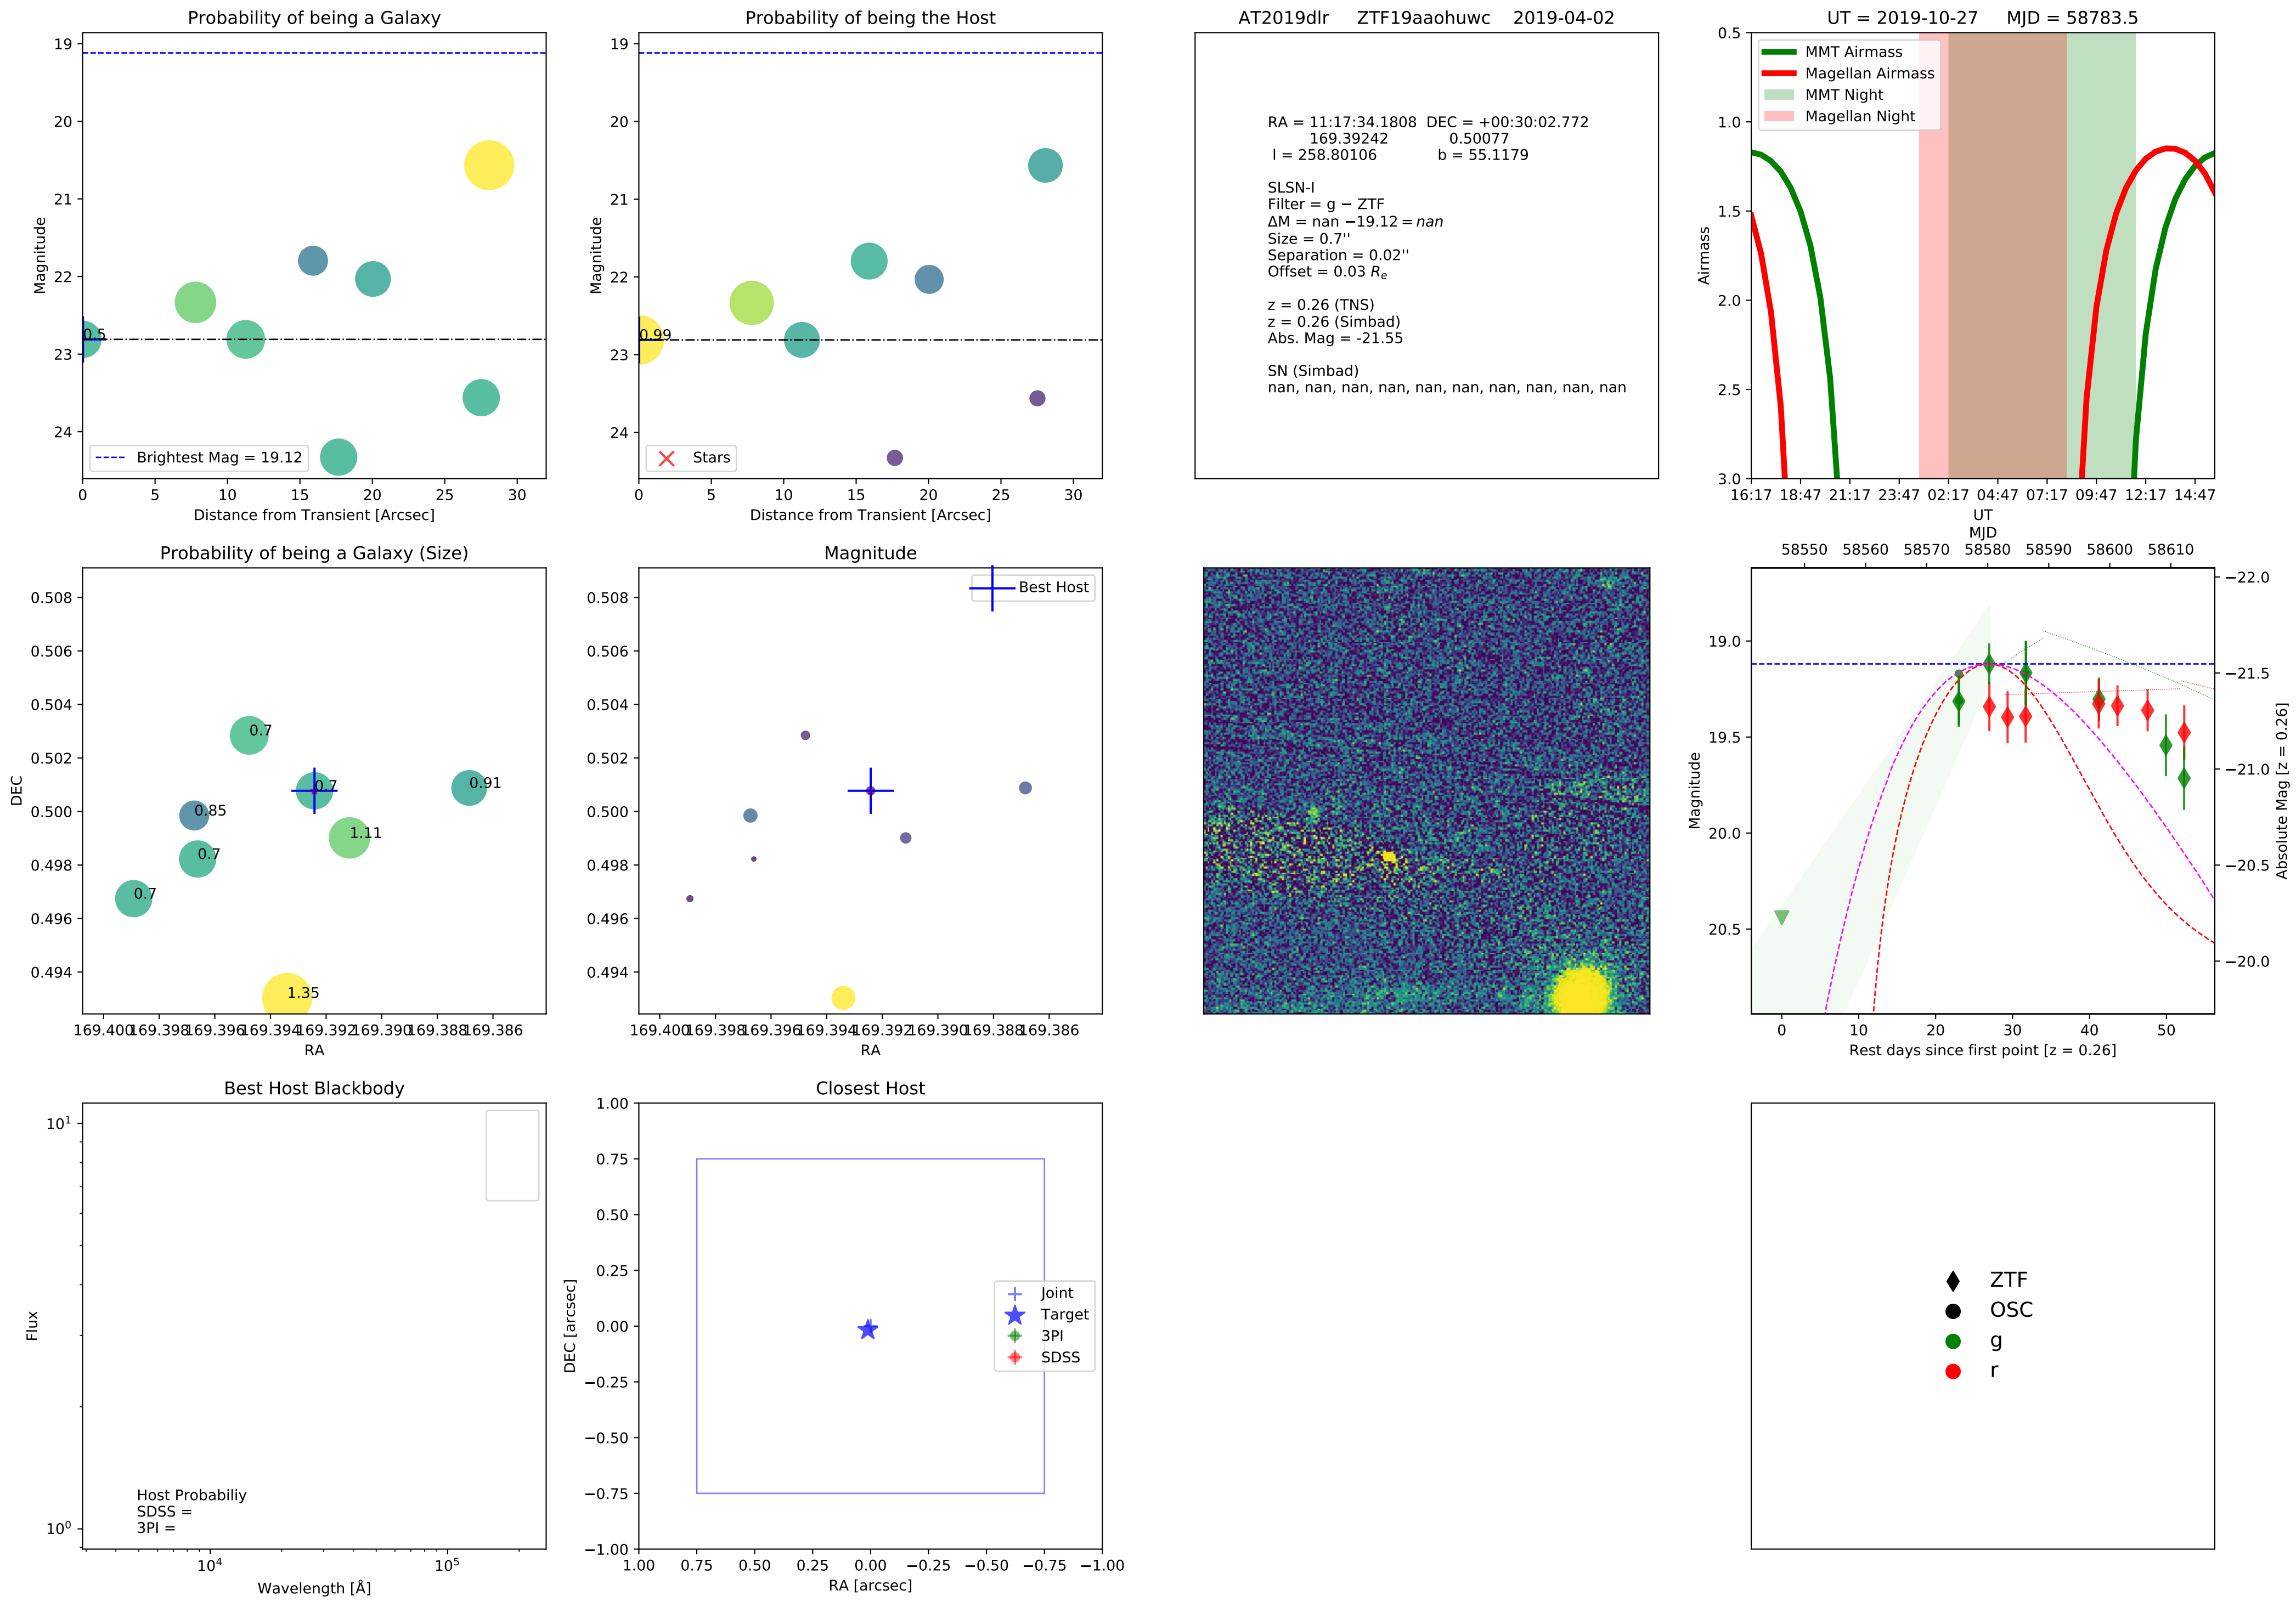 Probability of being a Galaxy
Magnitude
19
20
21
22
23
24
0.5
Brightest Mag = 19.12
0 5 10 15 20 25 30
Distance from Transient [Arcsec]
Probability of being the Host
Magnitude
19
20
21
22
23
24
0.99
Stars
0 5 10 15 20 25 30
Distance from Transient [Arcsec]
AT2019dlr ZTF19aaohuwc 2019-04-02
RA = 11:17:34.1808 DEC = +00:30:02.772
169.39242 0.50077
l = 258.80106 b = 55.1179
SLSN-I
Filter = g − ZTF
ΔM = nan −19.12 = nan
Size = 0.7''
Separation = 0.02''
Offset = 0.03 Re
z = 0.26 (TNS)
z = 0.26 (Simbad)
Abs. Mag = -21.55
SN (Simbad)
nan, nan, nan, nan, nan, nan, nan, nan, nan, nan
UT = 2019-10-27 MJD = 58783.5
Airmass
0.5
1.0
1.5
2.0
2.5
3.0
MMT Airmass
Magellan Airmass
MMT Night
Magellan Night
16:17 18:47 21:17 23:47 02:17 04:47 07:17 09:47 12:17 14:47
UT
Probability of being a Galaxy (Size)
DEC
0.508
0.506
0.504
0.502
0.500
0.498
0.496
0.494
0.7
0.7
0.91
0.85
1.11
0.7
0.7
1.35
169.400 169.398 169.396 169.394 169.392 169.390 169.388 169.386
RA
Magnitude
0.508
0.506
0.504
0.502
0.500
0.498
0.496
0.494
Best Host
169.400 169.398 169.396 169.394 169.392 169.390 169.388 169.386
RA
MJD
58550 58560 58570 58580 58590 58600 58610
Magnitude
19.0
19.5
20.0
20.5
−22.0
−21.5
−21.0
−20.5
−20.0
Absolute Mag [z = 0.26]
0 10 20 30 40 50
Rest days since first point [z = 0.26]
Best Host Blackbody
Flux
10^1
10^0
Host Probabiliy
SDSS =
3PI =
10^4 10^5
Wavelength [Å]
Closest Host
DEC [arcsec]
1.00
0.75
0.50
0.25
0.00
−0.25
−0.50
−0.75
−1.00
Joint
Target
3PI
SDSS
1.00 0.75 0.50 0.25 0.00 −0.25 −0.50 −0.75 −1.00
RA [arcsec]
ZTF
OSC
g
r